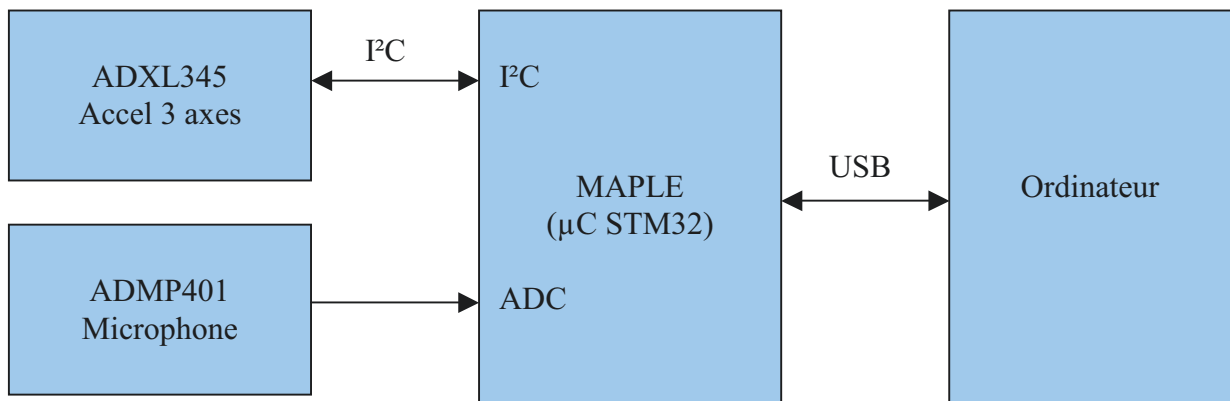 ADXL345
Accel 3 axes
I²C
I²C
ADMP401
Microphone
MAPLE
(µC STM32)
ADC
USB
Ordinateur